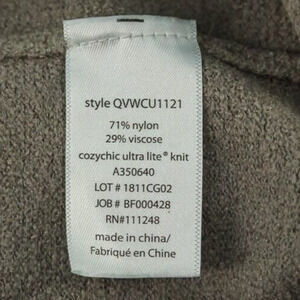 style QVWCU1121
71% nylon
29% viscose
cozychic ultra lite® knit
A350640
LOT # 1811CG02
JOB # BF000428
RN#111248
made in china/
Fabriqué en Chine